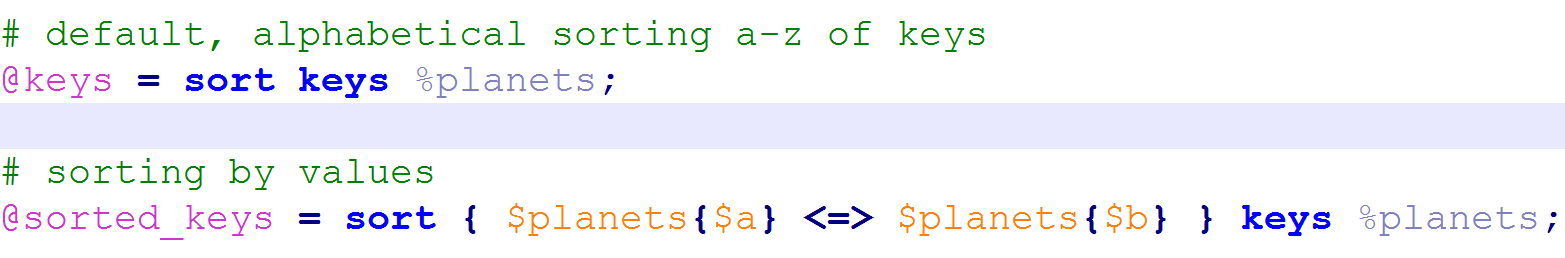 # default, alphabetical sorting a-z of keys
@keys = sort keys %planets;
# sorting by values
@sorted_keys = sort { $planets{$a} <=> $planets{$b} } keys %planets;